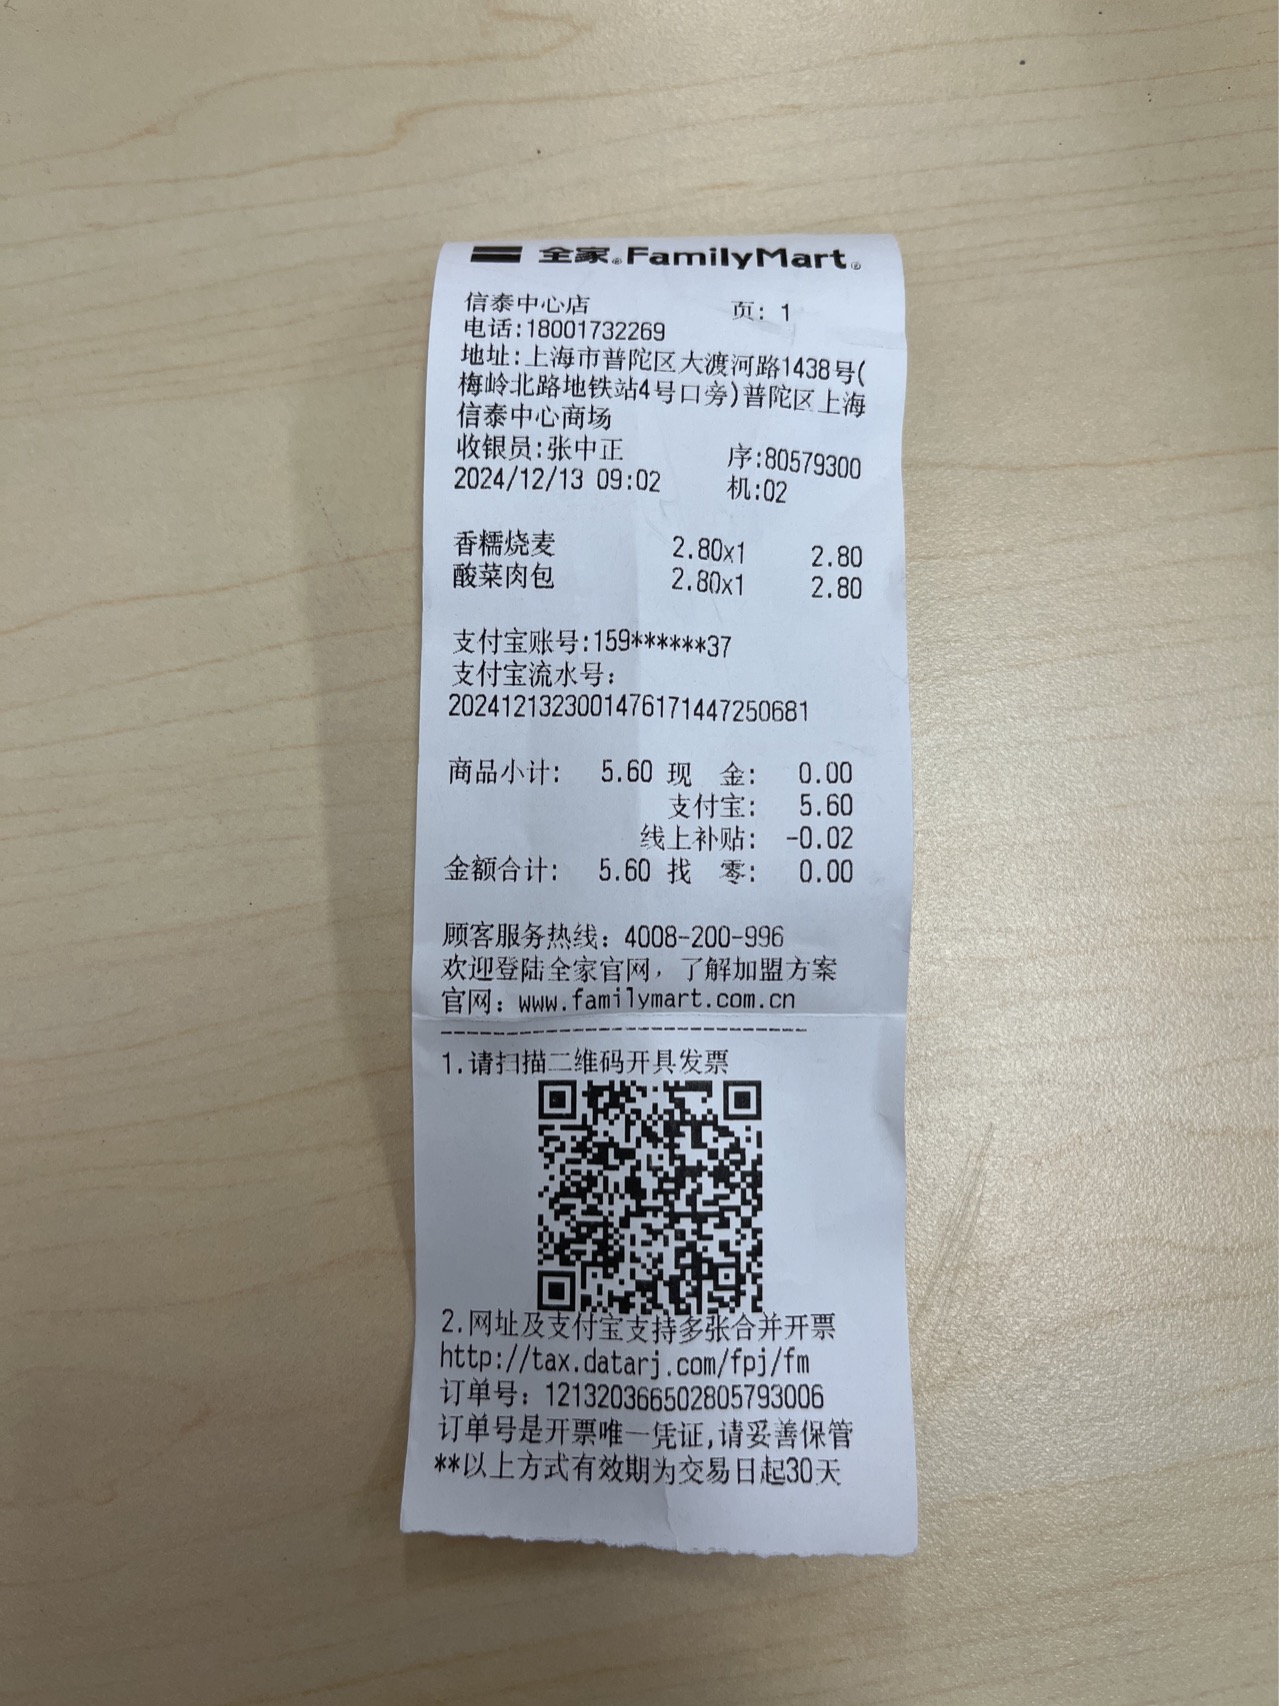 全家®FamilyMart®
信泰中心店 页: 1
电话:18001732269
地址:上海市普陀区大渡河路1438号(
梅岭北路地铁站4号口旁)普陀区上海
信泰中心商场
收银员:张中正 序:80579300
2024/12/13 09:02 机:02
香糯烧麦 2.80x1 2.80
酸菜肉包 2.80x1 2.80
支付宝账号:159******37
支付宝流水号:
2024121323001476171447250681
商品小计: 5.60 现 金: 0.00
支付宝: 5.60
线上补贴: -0.02
金额合计: 5.60 找 零: 0.00
顾客服务热线: 4008-200-996
欢迎登陆全家官网，了解加盟方案
官网: www.familymart.com.cn
----------------------------
1.请扫描二维码开具发票
2.网址及支付宝支持多张合并开票
http://tax.datarj.com/fpj/fm
订单号: 121320366502805793006
订单号是开票唯一凭证,请妥善保管
**以上方式有效期为交易日起30天